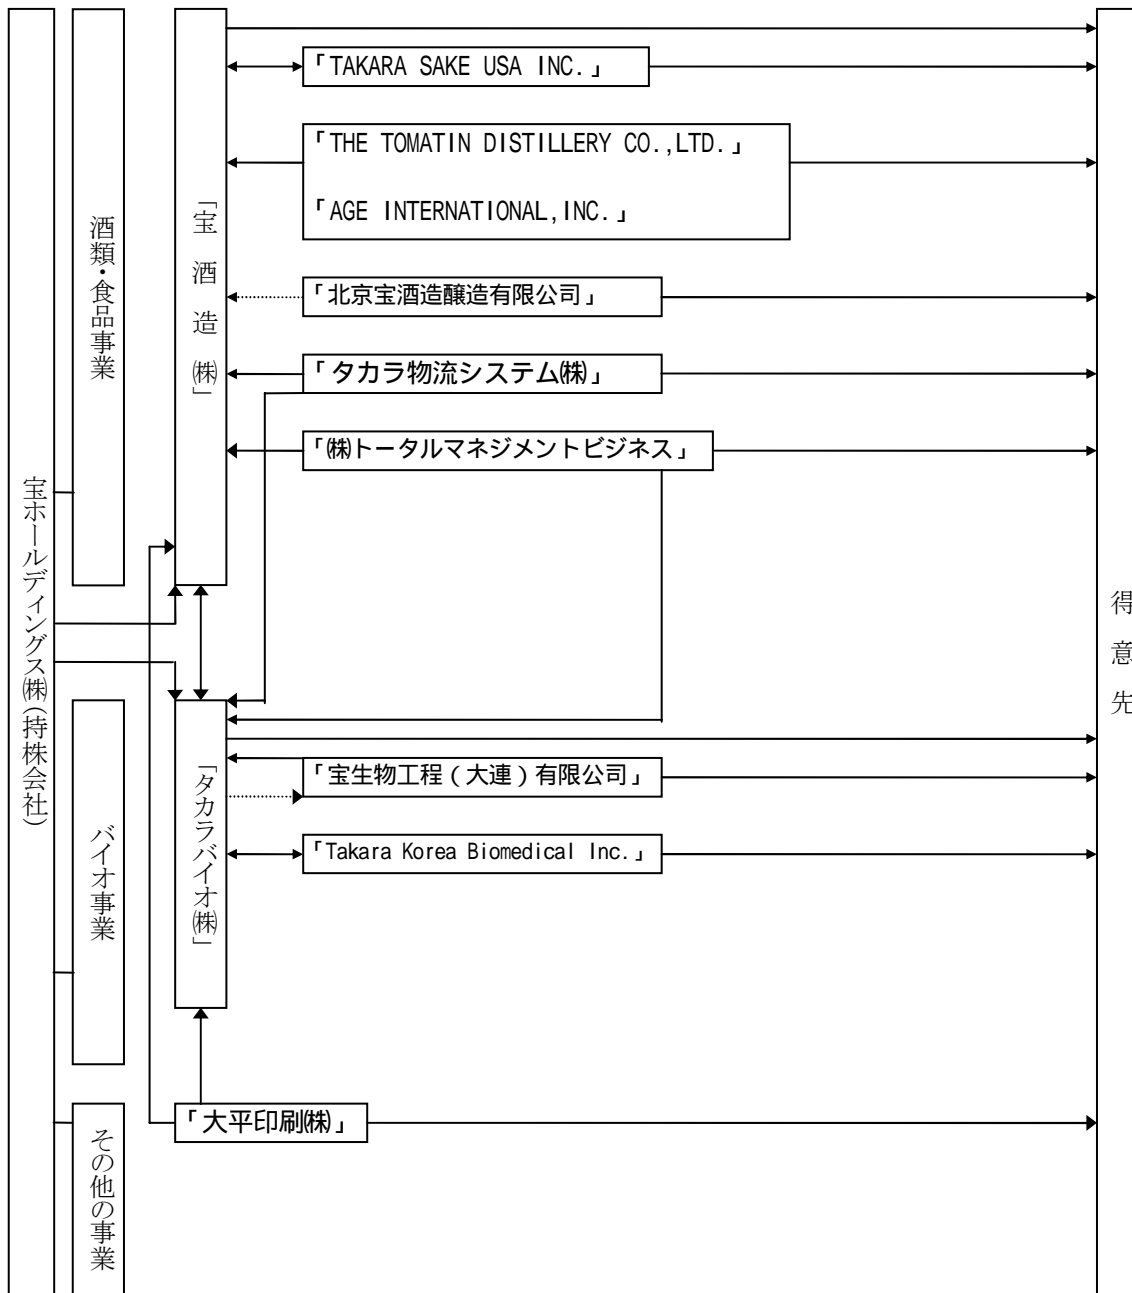 宝ホールディングス㈱(持株会社)
酒類・食品事業
「宝酒造㈱」
「TAKARA SAKE USA INC.」
「THE TOMATIN DISTILLERY CO.,LTD.」
「AGE INTERNATIONAL,INC.」
「北京宝酒造醸造有限公司」
「タカラ物流システム㈱」
「㈱トータルマネジメントビジネス」
バイオ事業
「タカラバイオ㈱」
「宝生物工程(大連)有限公司」
「Takara Korea Biomedical Inc.」
その他の事業
「大平印刷㈱」
得意先